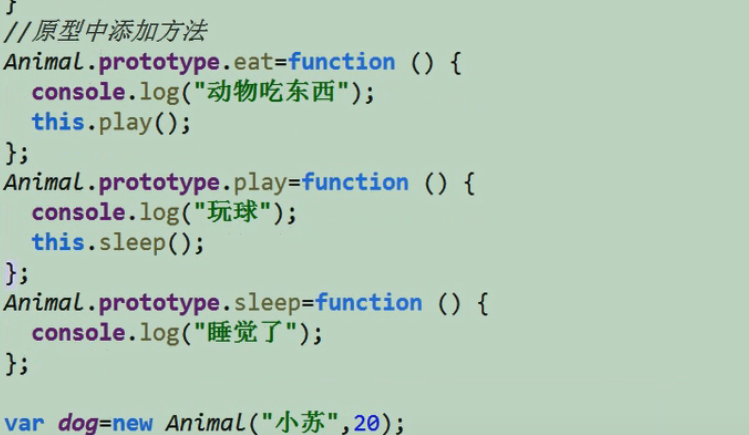 }
//原型中添加方法
Animal.prototype.eat=function () {
  console.log("动物吃东西");
  this.play();
};
Animal.prototype.play=function () {
  console.log("玩球");
  this.sleep();
};
Animal.prototype.sleep=function () {
  console.log("睡觉了");
};

var dog=new Animal("小苏",20);